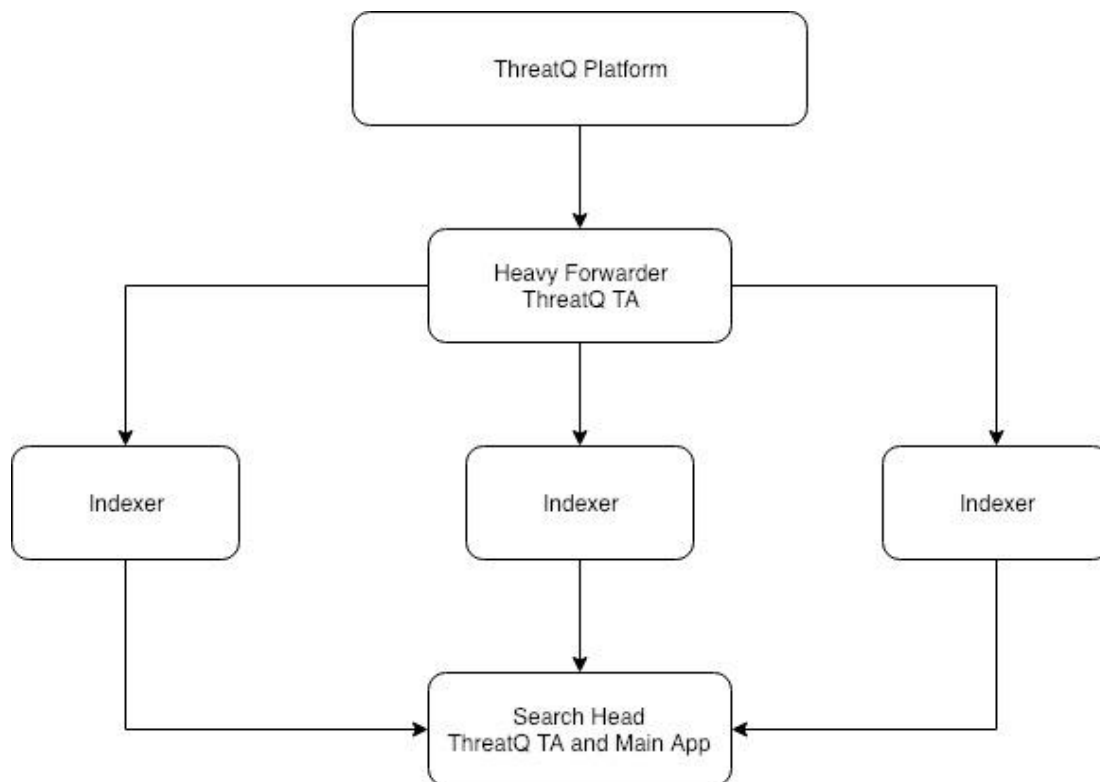 ThreatQ Platform
Heavy Forwarder
ThreatQ TA
Indexer
Indexer
Indexer
Search Head
ThreatQ TA and Main App